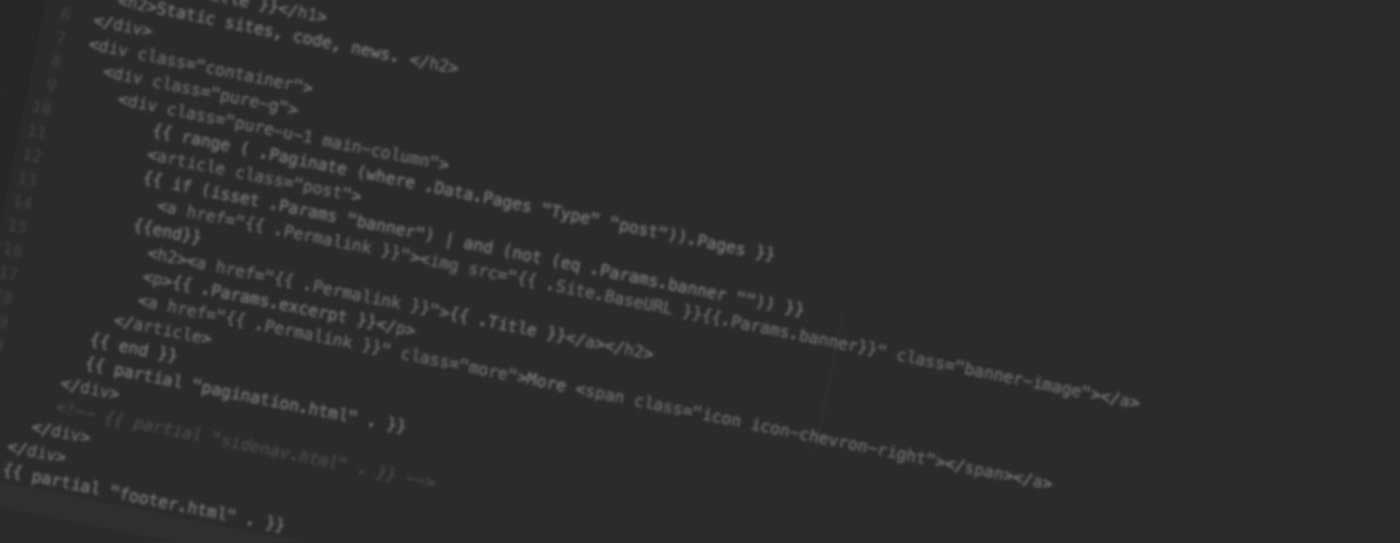 }}</h1>
6 <h2>Static sites, code, news. </h2>
7 </div>
8 <div class="container">
9 <div class="pure-g">
10 <div class="pure-u-1 main-column">
11 {{ range ( .Paginate (where .Data.Pages "Type" "post")).Pages }}
12 <article class="post">
13 {{ if (isset .Params "banner") | and (not (eq .Params.banner "")) }}
14 <a href="{{ .Permalink }}"><img src="{{ .Site.BaseURL }}{{.Params.banner}}" class="banner-image"></a>
15 {{end}}
16 <h2><a href="{{ .Permalink }}">{{ .Title }}</a></h2>
17 <p>{{ .Params.excerpt }}</p>
<a href="{{ .Permalink }}" class="more">More <span class="icon icon-chevron-right"></span></a>
</article>
{{ end }}
{{ partial "pagination.html" . }}
</div>
<!-- {{ partial "sidenav.html" . }} -->
</div>
</div>
{{ partial "footer.html" . }}